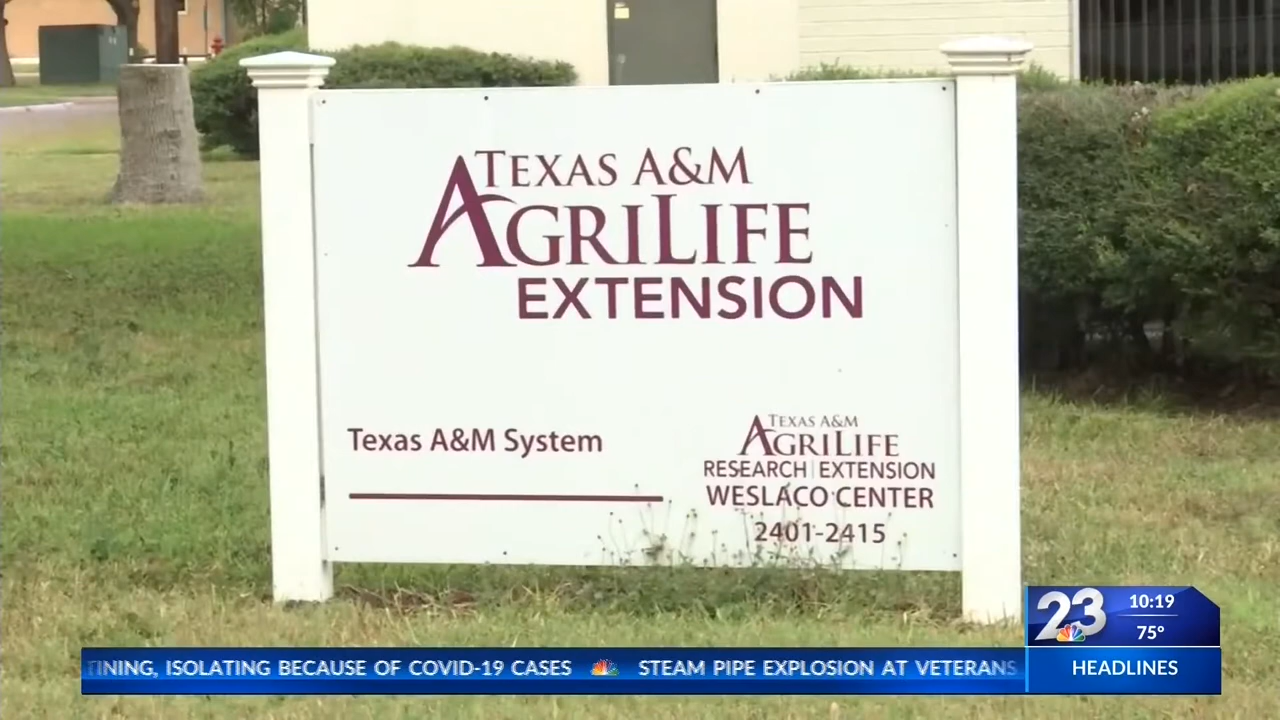 TEXAS A&M
AGRILIFE
EXTENSION
Texas A&M System
TEXAS A&M
AGRILIFE
RESEARCH | EXTENSION
WESLACO CENTER
2401-2415
23
10:19
75°
TINING, ISOLATING BECAUSE OF COVID-19 CASES STEAM PIPE EXPLOSION AT VETERANS
HEADLINES